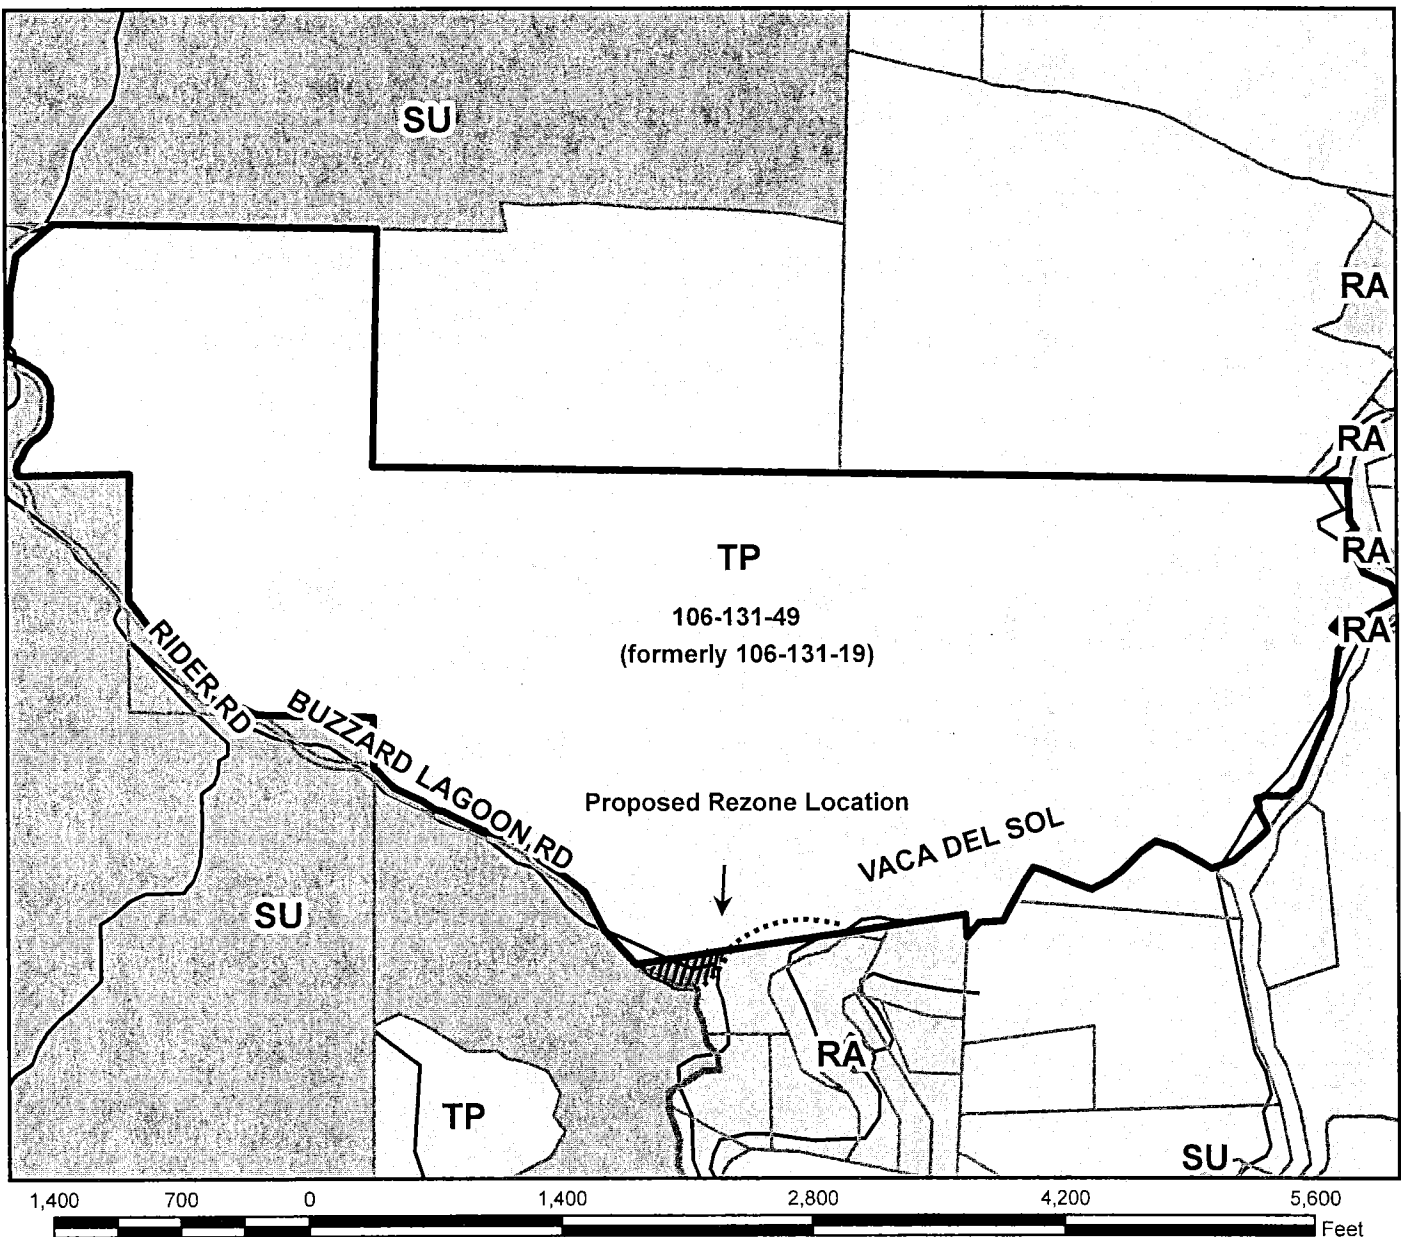 SU
RA
RA
TP
RA
106-131-49
RA
(formerly 106-131-19)
RIDER RD
BUZZARD LAGOON RD
Proposed Rezone Location
VACA DEL SOL
SU
RA
TP
SU
1,400 700 0 1,400 2,800 4,200 5,600
Feet